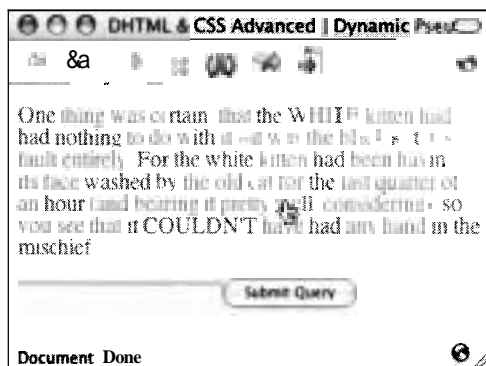 DHTML & CSS Advanced | Dynamic
&a
One thing was certain that the WHITE kitten had
had nothing to do with it it was the
fault entirely For the white kitten had been having
its face washed by the old cat for the last quarter of
an hour (and bearing it pretty well considering so
you see that it COULDN'T have had any hand in the
mischief
Submit Query
Document Done